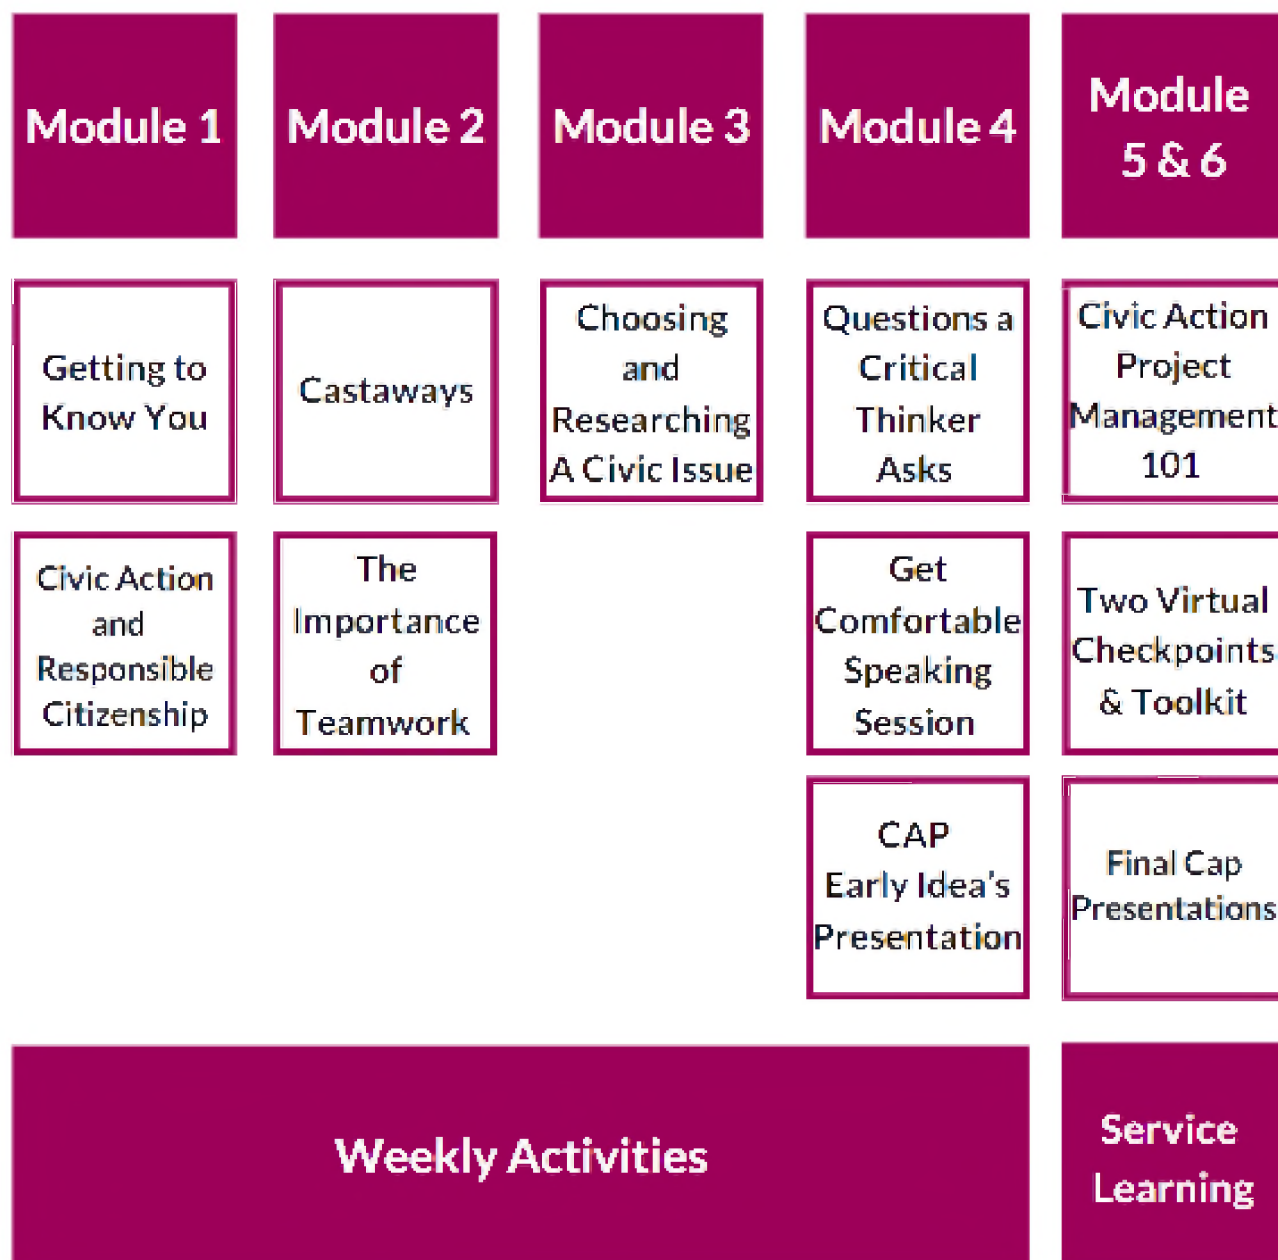 Module 1
Module 2
Module 3
Module 4
Module
5 & 6
Getting to
Know You
Castaways
Choosing
and
Researching
A Civic Issue
Questions a
Critical
Thinker
Asks
Civic Action
Project
Management
101
Civic Action
and
Responsible
Citizenship
The
Importance
of
Teamwork
Get
Comfortable
Speaking
Session
Two Virtual
Checkpoints
& Toolkit
CAP
Early Idea's
Presentation
Final Cap
Presentations
Weekly Activities
Service
Learning